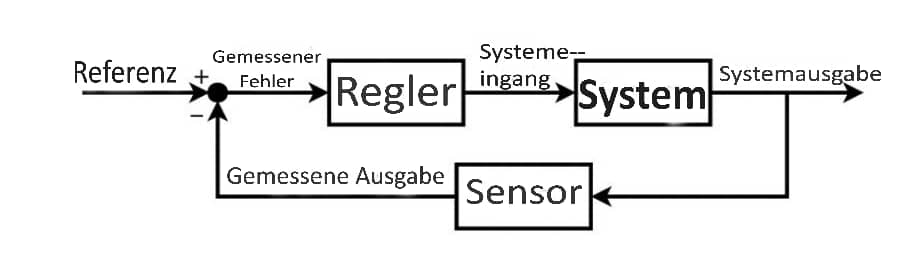 Referenz
+
−
Gemessener
Fehler
Regler
Systeme--
ingang
System
Systemausgabe
Gemessene Ausgabe
Sensor